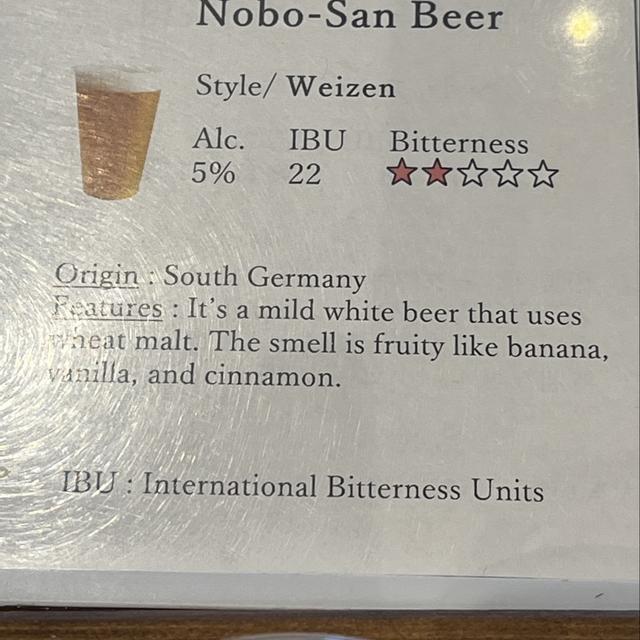 Nobo-San Beer
Style/ Weizen
Alc. IBU Bitterness
5% 22 ★★☆☆☆
Origin : South Germany
Features : It's a mild white beer that uses
wheat malt. The smell is fruity like banana,
vanilla, and cinnamon.
IBU : International Bitterness Units